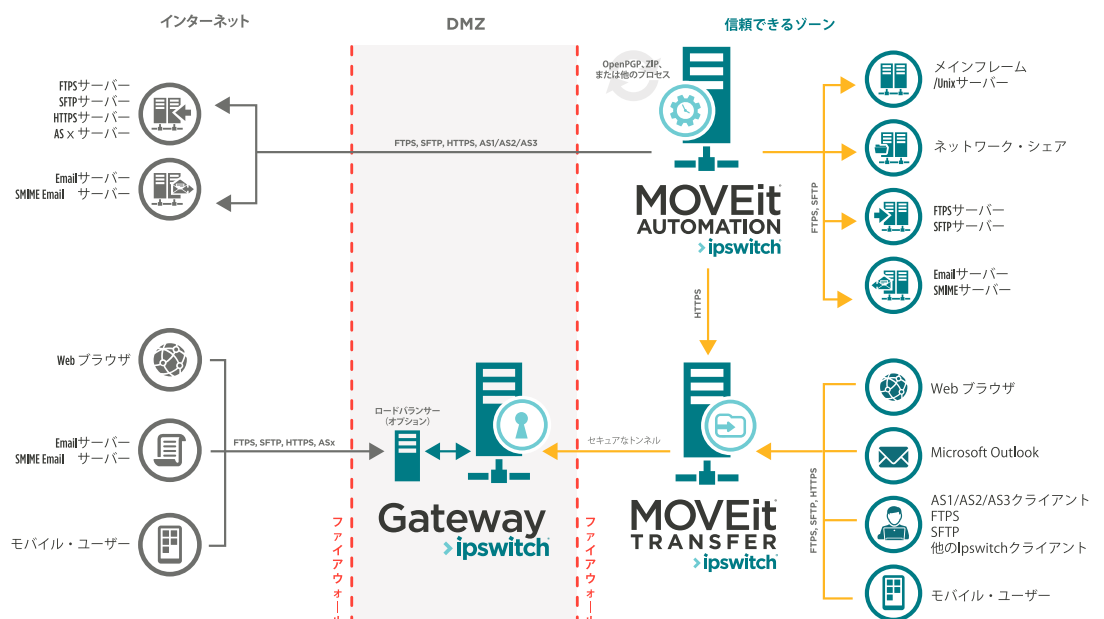 インターネット
DMZ
信頼できるゾーン
OpenPGP、ZIP、
または他のプロセス
FTPSサーバー
SFTPサーバー
HTTPSサーバー
AS x サーバー
Emailサーバー
SMIME Email サーバー
FTPS, SFTP, HTTPS, AS1/AS2/AS3
MOVEit
AUTOMATION
ipswitch
FTPS, SFTP
メインフレーム
/Unixサーバー
ネットワーク・シェア
FTPSサーバー
SFTPサーバー
Emailサーバー
SMIMEサーバー
HTTPS
Web ブラウザ
Emailサーバー
SMIME Email サーバー
モバイル・ユーザー
FTPS, SFTP, HTTPS, ASx
ロードバランサー
(オプション)
Gateway
ipswitch
セキュアなトンネル
MOVEit
TRANSFER
ipswitch
FTPS, SFTP, HTTPS
Web ブラウザ
Microsoft Outlook
AS1/AS2/AS3クライアント
FTPS
SFTP
他のIpswitchクライアント
モバイル・ユーザー
ファイアウォール
ファイアウォール